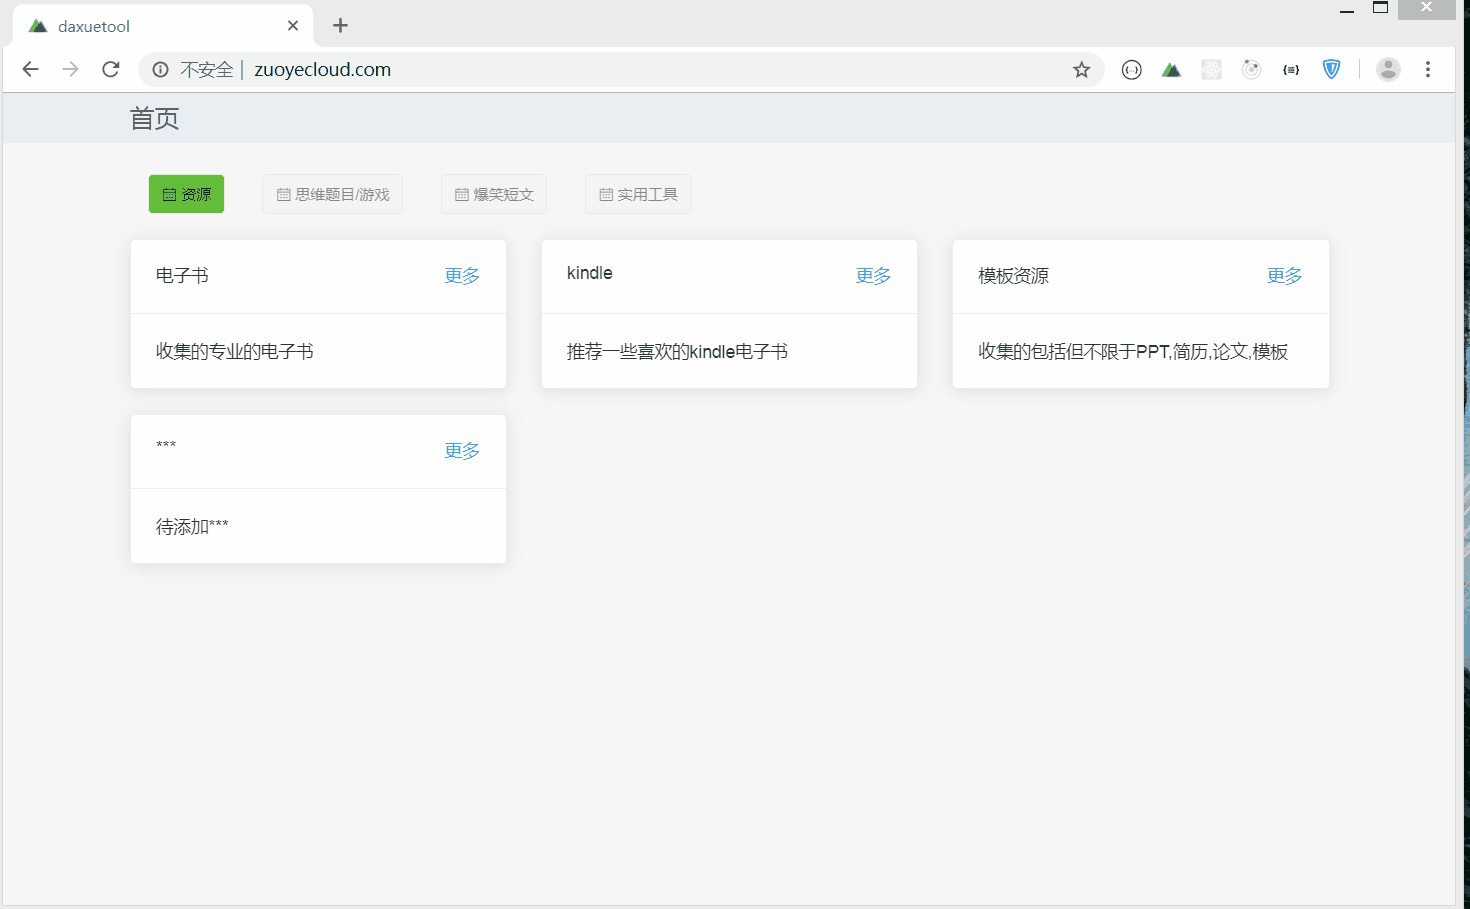 daxuetool
不安全 zuoyecloud.com
首页
资源 思维题目/游戏 爆笑短文 实用工具
电子书 更多
收集的专业的电子书
kindle 更多
推荐一些喜欢的kindle电子书
模板资源 更多
收集的包括但不限于PPT,简历,论文,模板
*** 更多
待添加***